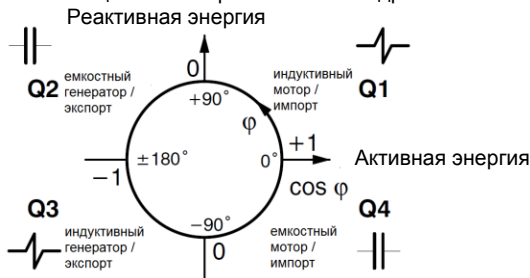 Реактивная энергия
Q2
емкостный
генератор /
экспорт
0
+90°
индуктивный
мотор /
импорт
Q1
φ
−1
±180°
0°
+1
cos φ
Активная энергия
Q3
индуктивный
генератор /
экспорт
−90°
0
емкостный
мотор /
импорт
Q4